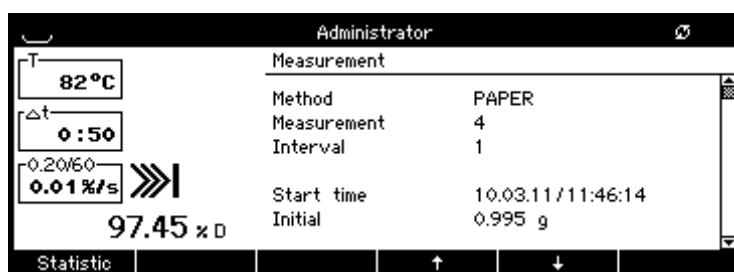 Administrator
T
82°C
Δt
0:50
0.20/60
0.01%/s
97.45 % D
Measurement
Method PAPER
Measurement 4
Interval 1
Start time 10.03.11/11:46:14
Initial 0.995 g
Statistic ↑ ↓